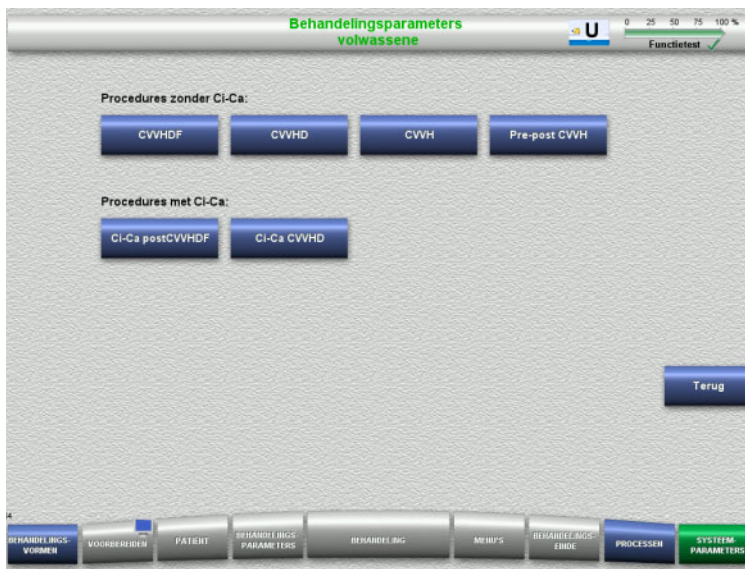 Behandelingsparameters
volwassene
U
0 25 50 75 100 %
Functietest
Procedures zonder Ci-Ca:
CVVHDF CVVHD CVVH Pre-post CVVH
Procedures met Ci-Ca:
Ci-Ca postCVVHDF Ci-Ca CVVHD
Terug
4
BEHANDELINGS-
VORMEN
VOORBEREIDEN
PATIENT
BEHANDELINGS-
PARAMETERS
BEHANDELING
MENU'S
BEHANDELINGS-
EINDE
PROCESSEN
SYSTEEM-
PARAMETERS